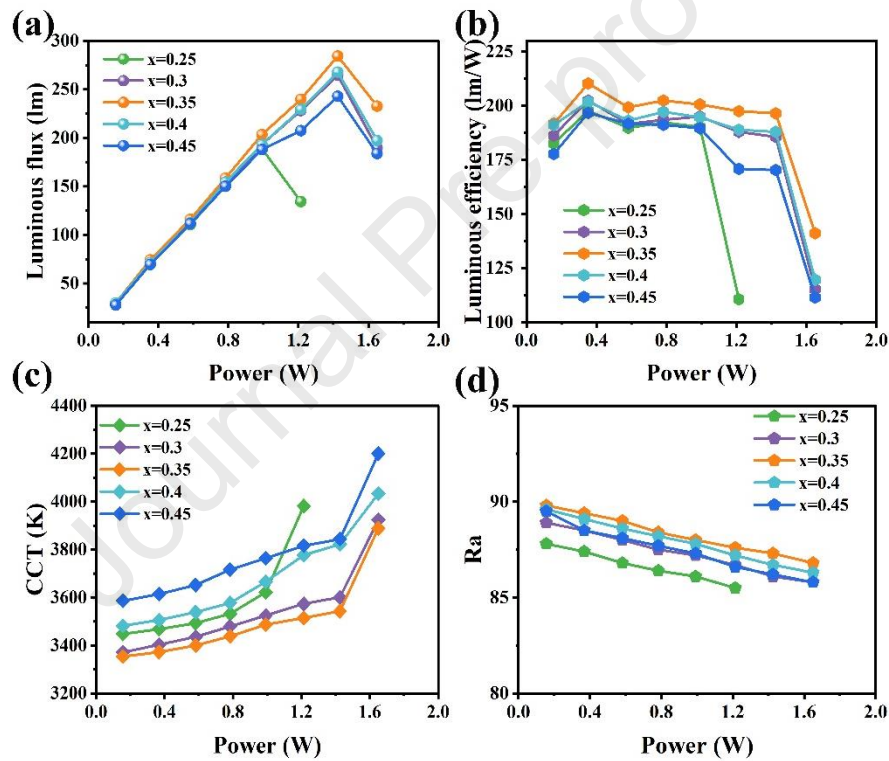 (a)
300
250
200
150
100
50
0.0 0.4 0.8 1.2 1.6 2.0
Luminous flux (lm)
Power (W)
x=0.25
x=0.3
x=0.35
x=0.4
x=0.45
(b)
225
200
175
150
125
100
0.0 0.4 0.8 1.2 1.6 2.0
Luminous efficiency (lm/W)
Power (W)
x=0.25
x=0.3
x=0.35
x=0.4
x=0.45
(c)
4400
4200
4000
3800
3600
3400
3200
0.0 0.4 0.8 1.2 1.6 2.0
CCT (K)
Power (W)
x=0.25
x=0.3
x=0.35
x=0.4
x=0.45
(d)
95
90
85
80
0.0 0.4 0.8 1.2 1.6 2.0
Ra
Power (W)
x=0.25
x=0.3
x=0.35
x=0.4
x=0.45
Journal Pre-pro